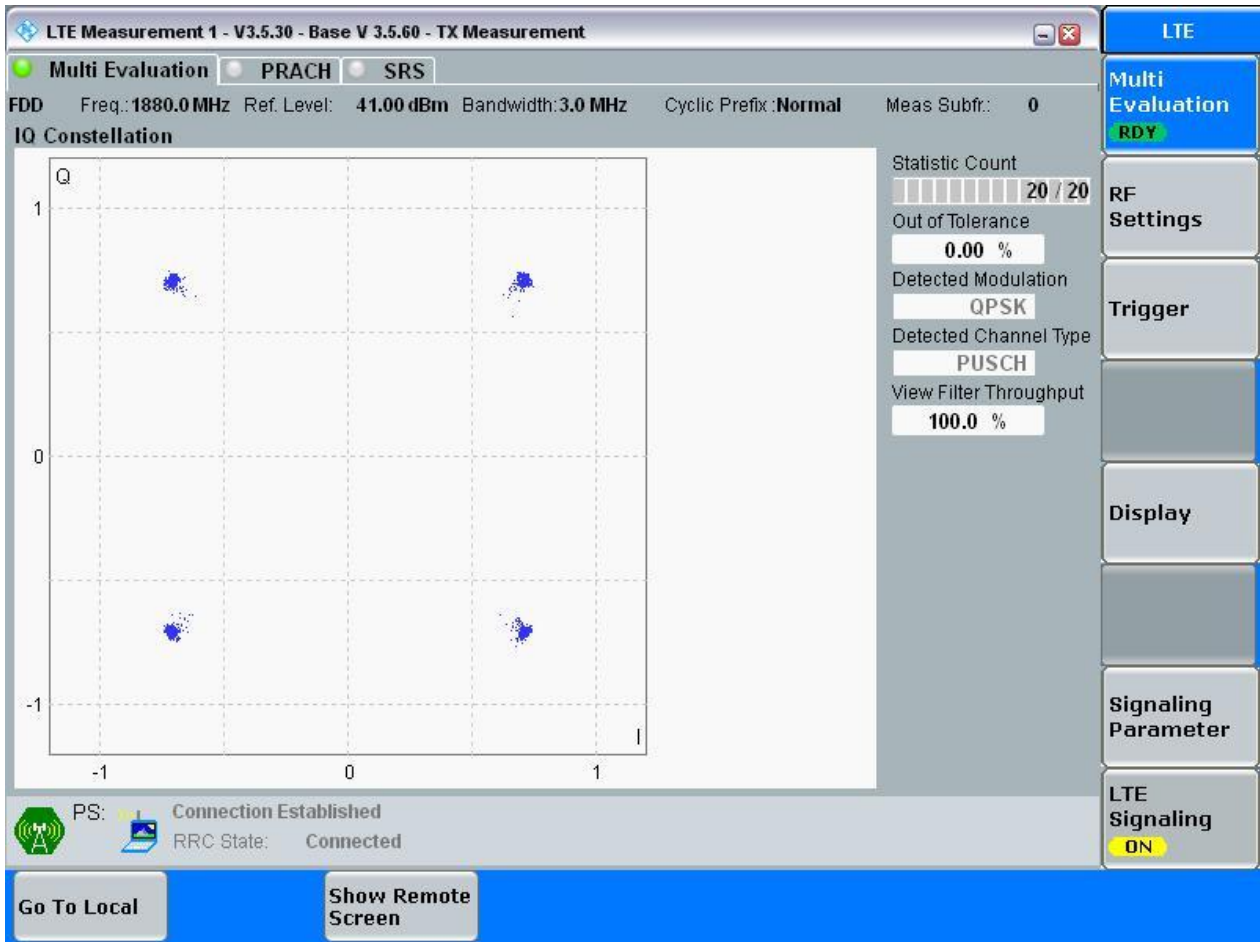 LTE Measurement 1 - V3.5.30 - Base V 3.5.60 - TX Measurement
LTE
Multi Evaluation PRACH SRS
FDD Freq.: 1880.0 MHz Ref. Level: 41.00 dBm Bandwidth: 3.0 MHz Cyclic Prefix : Normal Meas Subfr.: 0
IQ Constellation
Q
1
0
-1
I
-1 0 1
Statistic Count
20 / 20
Out of Tolerance
0.00 %
Detected Modulation
QPSK
Detected Channel Type
PUSCH
View Filter Throughput
100.0 %
Multi
Evaluation
RDY
RF
Settings
Trigger
Display
Signaling
Parameter
LTE
Signaling
ON
PS: Connection Established
RRC State: Connected
Go To Local
Show Remote
Screen